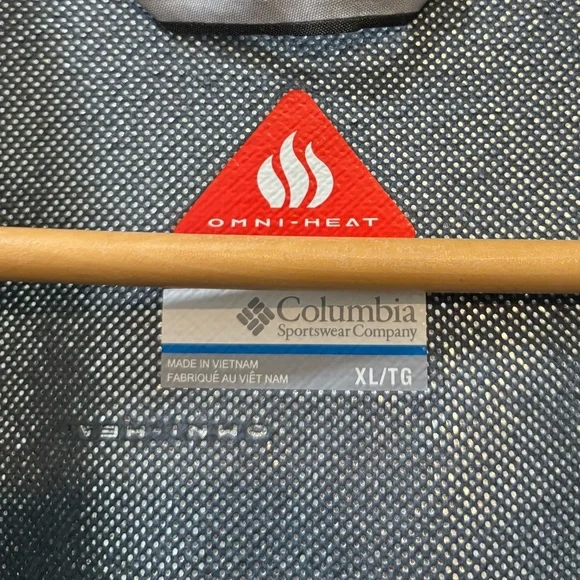 OMNI-HEAT
Columbia
Sportswear Company
MADE IN VIETNAM
FABRIQUÉ AU VIÊT NAM
XL/TG